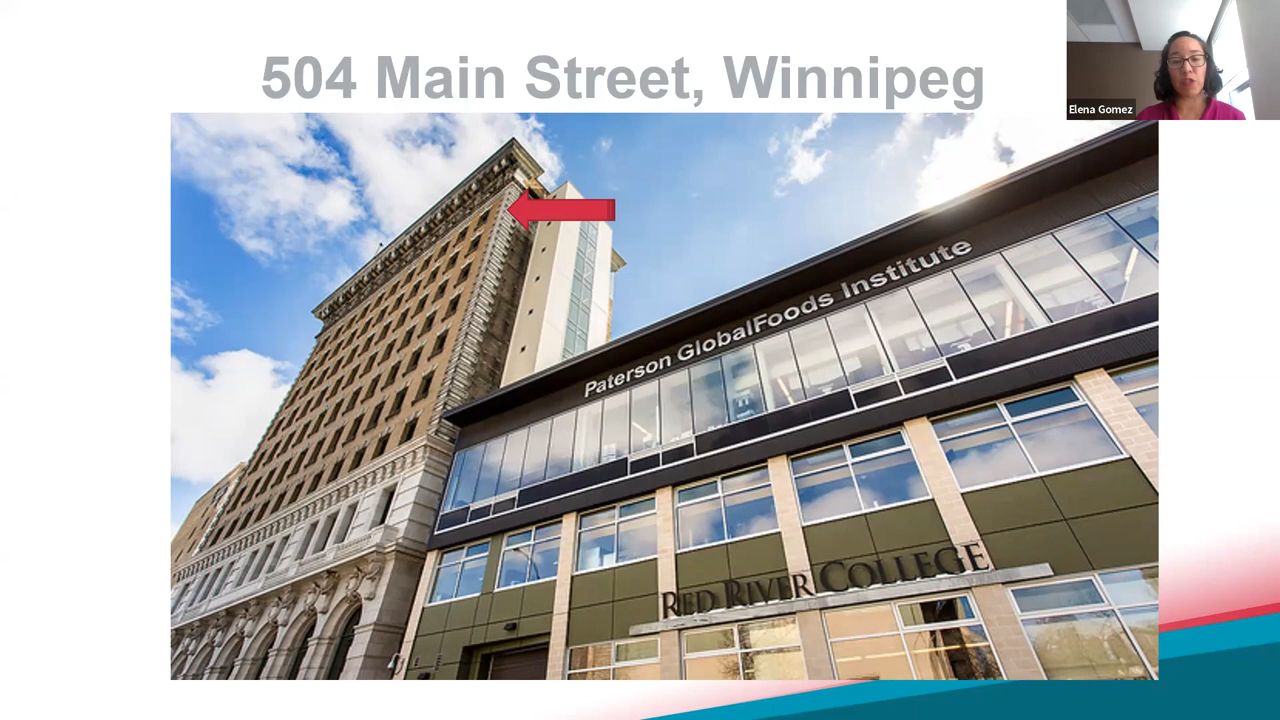 504 Main Street, Winnipeg
Elena Gomez
Paterson GlobalFoods Institute
RED RIVER COLLEGE